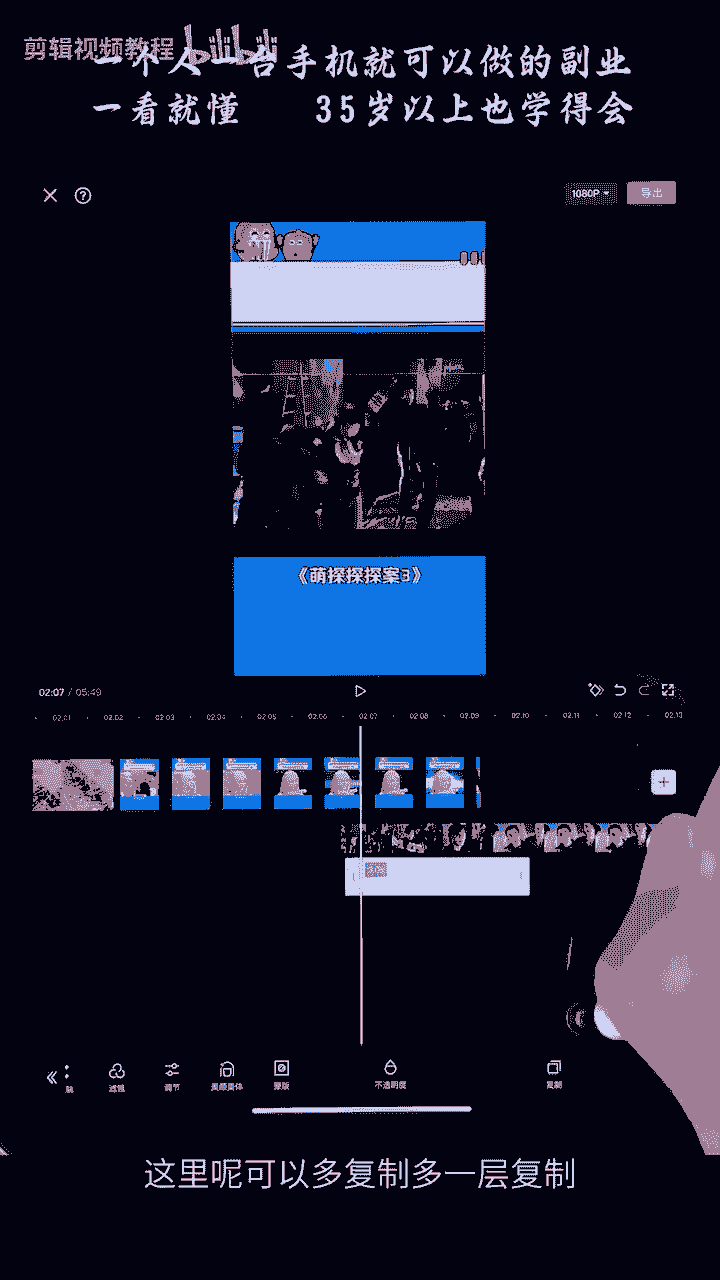 剪辑视频教程 bilibili
一个人一台手机就可以做的副业
一看就懂 35岁以上也学得会
1080P 导出
《萌探探探案3》
02:07 / 05:49
02:01 02:02 02:03 02:04 02:05 02:06 02:07 02:08 02:09 02:10 02:11 02:12 02:13
滤镜 调节 美颜美体 蒙版 不透明度 复制
这里呢可以多复制多一层复制